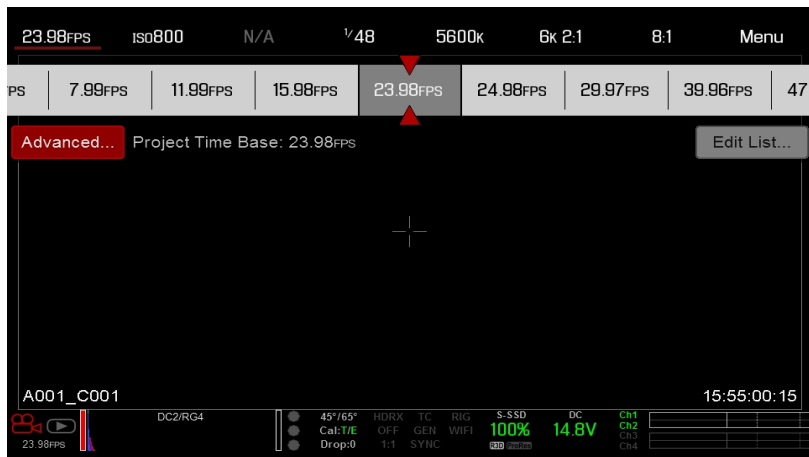 23.98FPS ISO800 N/A 1/48 5600K 6K 2:1 8:1 Menu
PS 7.99FPS 11.99FPS 15.98FPS 23.98FPS 24.98FPS 29.97FPS 39.96FPS 47
Advanced... Project Time Base: 23.98FPS Edit List...
A001_C001 15:55:00:15
DC2/RG4 45°/65° HDRX TC RIG S-SSD DC Ch1
Cal:T/E OFF GEN WIFI 100% 14.8V Ch2
Ch3
23.98FPS Drop:0 1:1 SYNC R3D ProRes Ch4